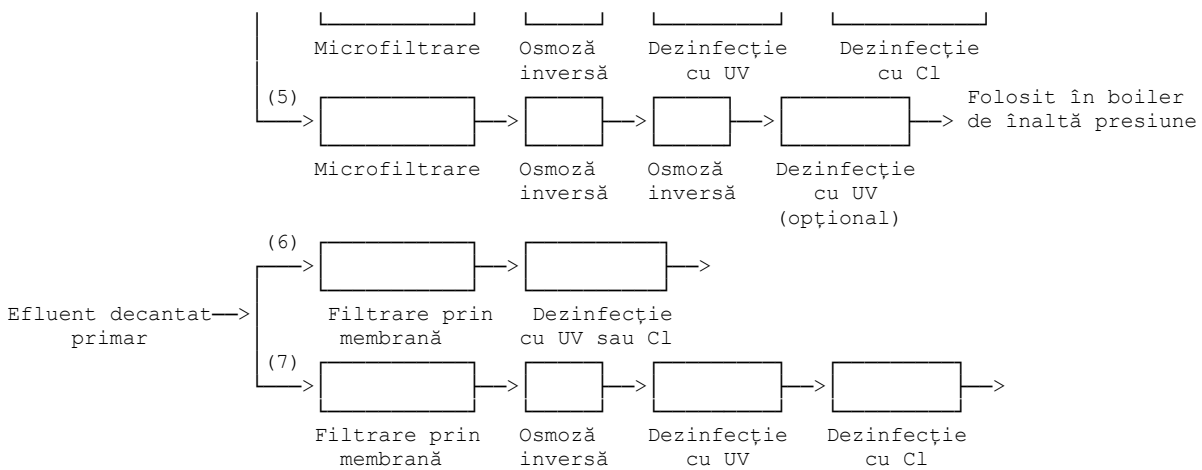 Microfiltrare Osmoză Dezinfecție Dezinfecție
inversă cu UV cu Cl
(5) Folosit în boiler
de înaltă presiune
Microfiltrare Osmoză Osmoză Dezinfecție
inversă inversă cu UV
(opțional)
(6)
Efluent decantat Filtrare prin Dezinfecție
primar membrană cu UV sau Cl
(7)
Filtrare prin Osmoză Dezinfecție Dezinfecție
membrană inversă cu UV cu Cl